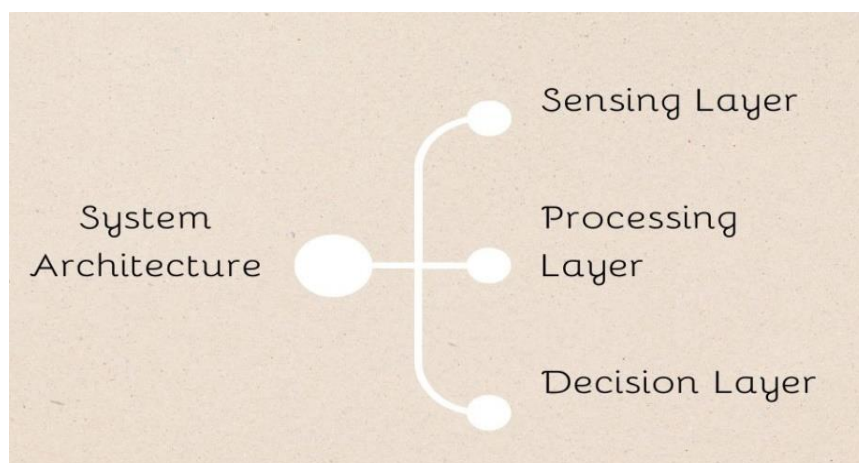 System
Architecture
Sensing Layer
Processing
Layer
Decision Layer